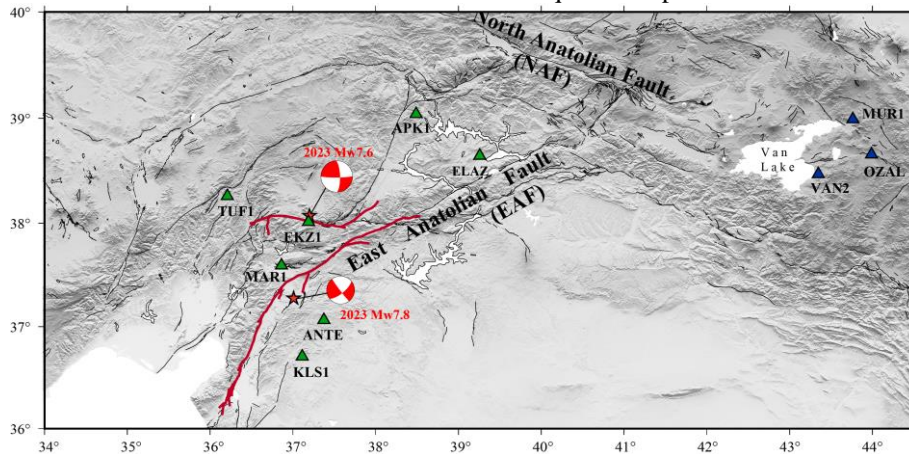 40°
39°
38°
37°
36°
34°
35°
36°
37°
38°
39°
40°
41°
42°
43°
44°
North Anatolian Fault
(NAF)
East Anatolian Fault
(EAF)
2023 Mw7.6
2023 Mw7.8
APK1
ELAZ
TUF1
EKZ1
MAR1
ANTE
KLS1
Van
Lake
MUR1
OZAL
VAN2